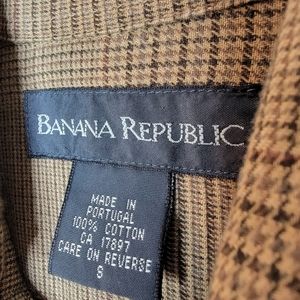 BANANA REPUBLIC
MADE IN
PORTUGAL
100% COTTON
CA 17897
CARE ON REVERSE
S